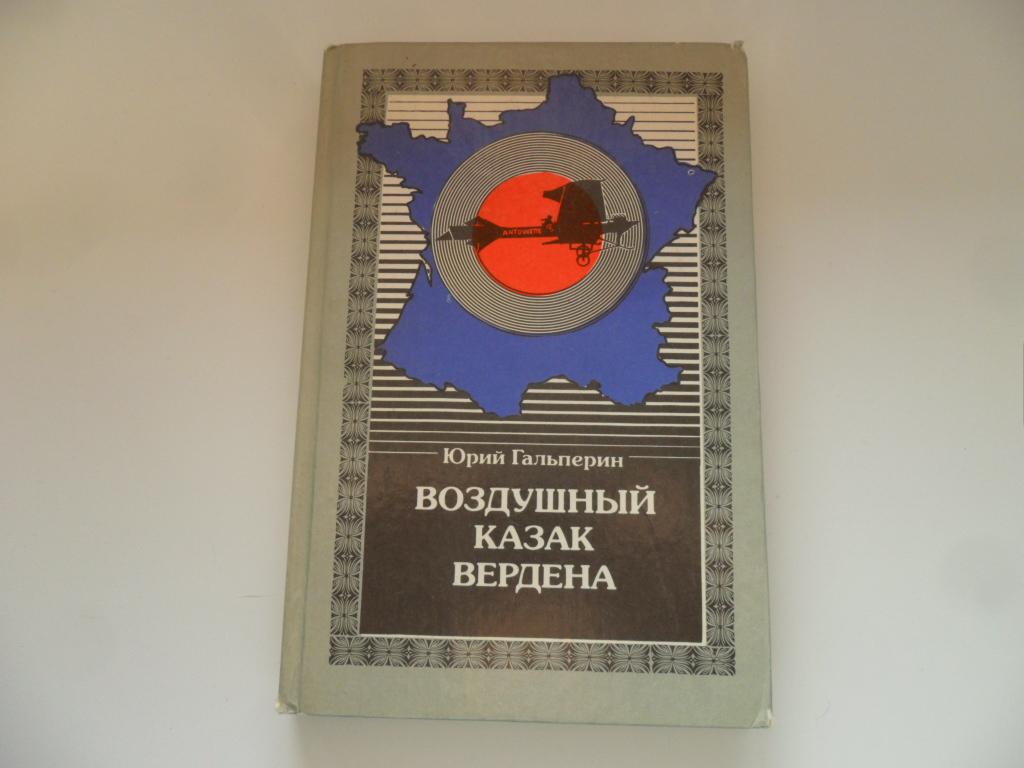 ANTOINETTE
Юрий Гальперин
ВОЗДУШНЫЙ
КАЗАК
ВЕРДЕНА